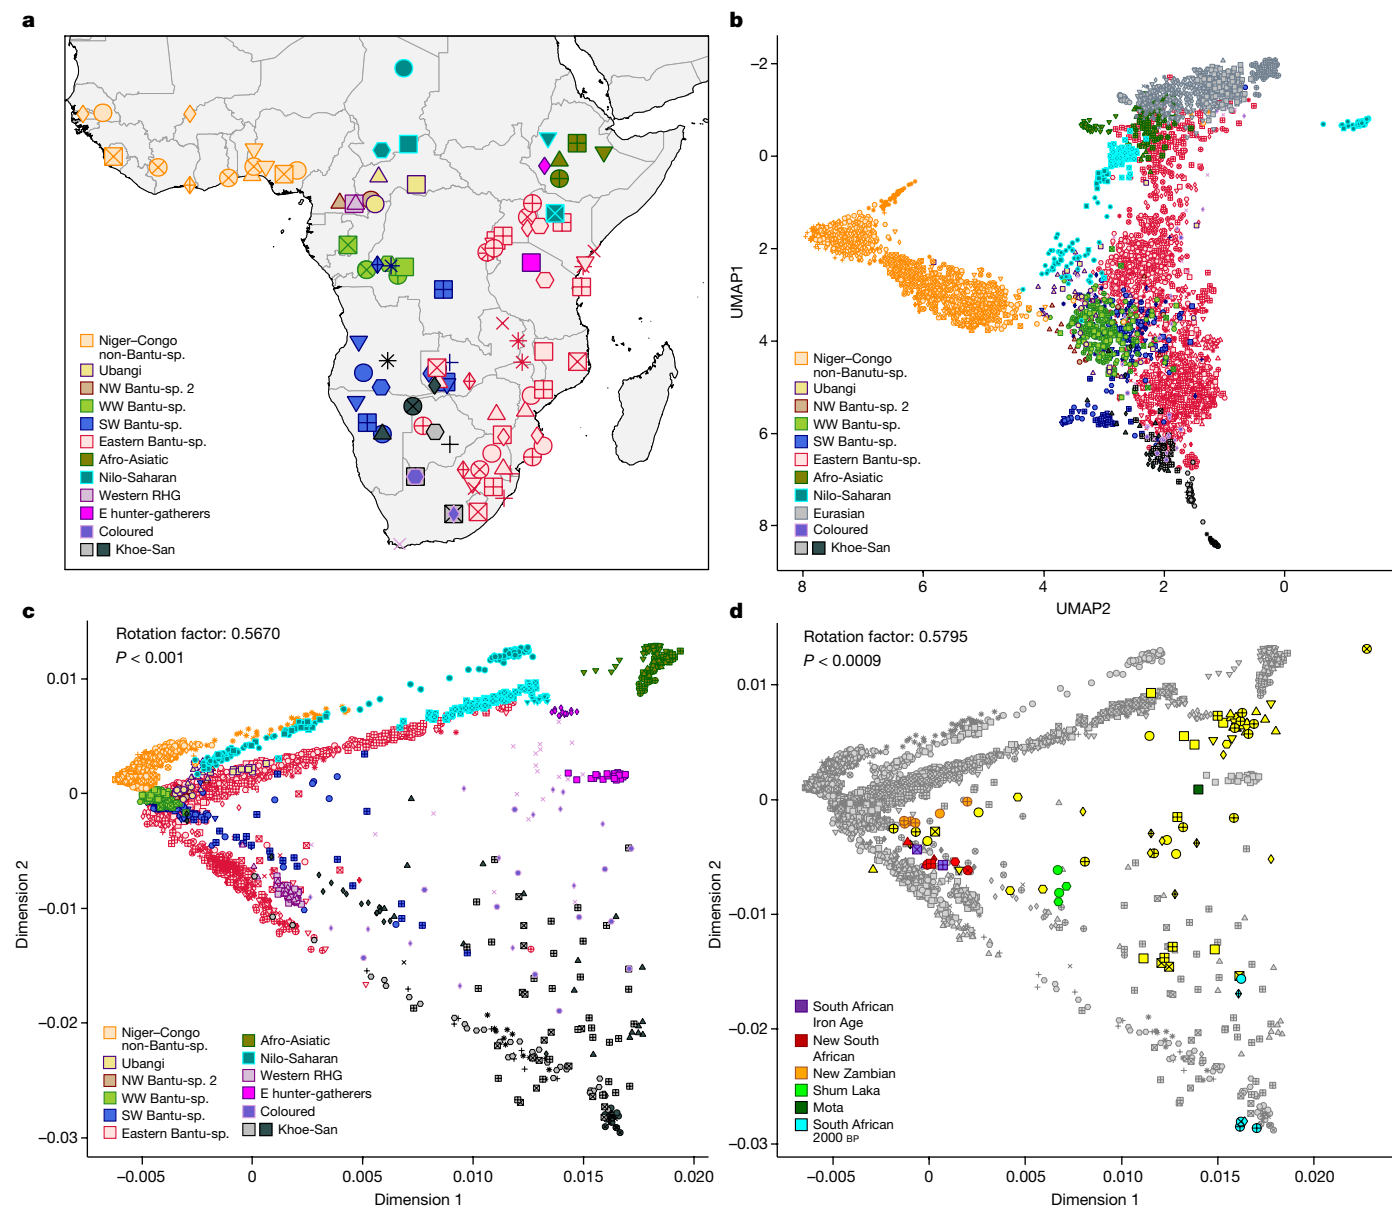 a
Niger–Congo
non-Bantu-sp.
Ubangi
NW Bantu-sp. 2
WW Bantu-sp.
SW Bantu-sp.
Eastern Bantu-sp.
Afro-Asiatic
Nilo-Saharan
Western RHG
E hunter-gatherers
Coloured
Khoe-San
b
−2
0
2
4
6
8
UMAP1
Niger–Congo
non-Banutu-sp.
Ubangi
NW Bantu-sp. 2
WW Bantu-sp.
SW Bantu-sp.
Eastern Bantu-sp.
Afro-Asiatic
Nilo-Saharan
Eurasian
Coloured
Khoe-San
8 6 4 2 0
UMAP2
c
Rotation factor: 0.5670
P < 0.001
0.01
0
−0.01
−0.02
−0.03
Dimension 2
Niger–Congo
non-Bantu-sp.
Ubangi
NW Bantu-sp. 2
WW Bantu-sp.
SW Bantu-sp.
Eastern Bantu-sp.
Afro-Asiatic
Nilo-Saharan
Western RHG
E hunter-gatherers
Coloured
Khoe-San
−0.005 0 0.005 0.010 0.015 0.020
Dimension 1
d
Rotation factor: 0.5795
P < 0.0009
0.01
0
−0.01
−0.02
−0.03
Dimension 2
South African
Iron Age
New South
African
New Zambian
Shum Laka
Mota
South African
2000 BP
−0.005 0 0.005 0.010 0.015 0.020
Dimension 1